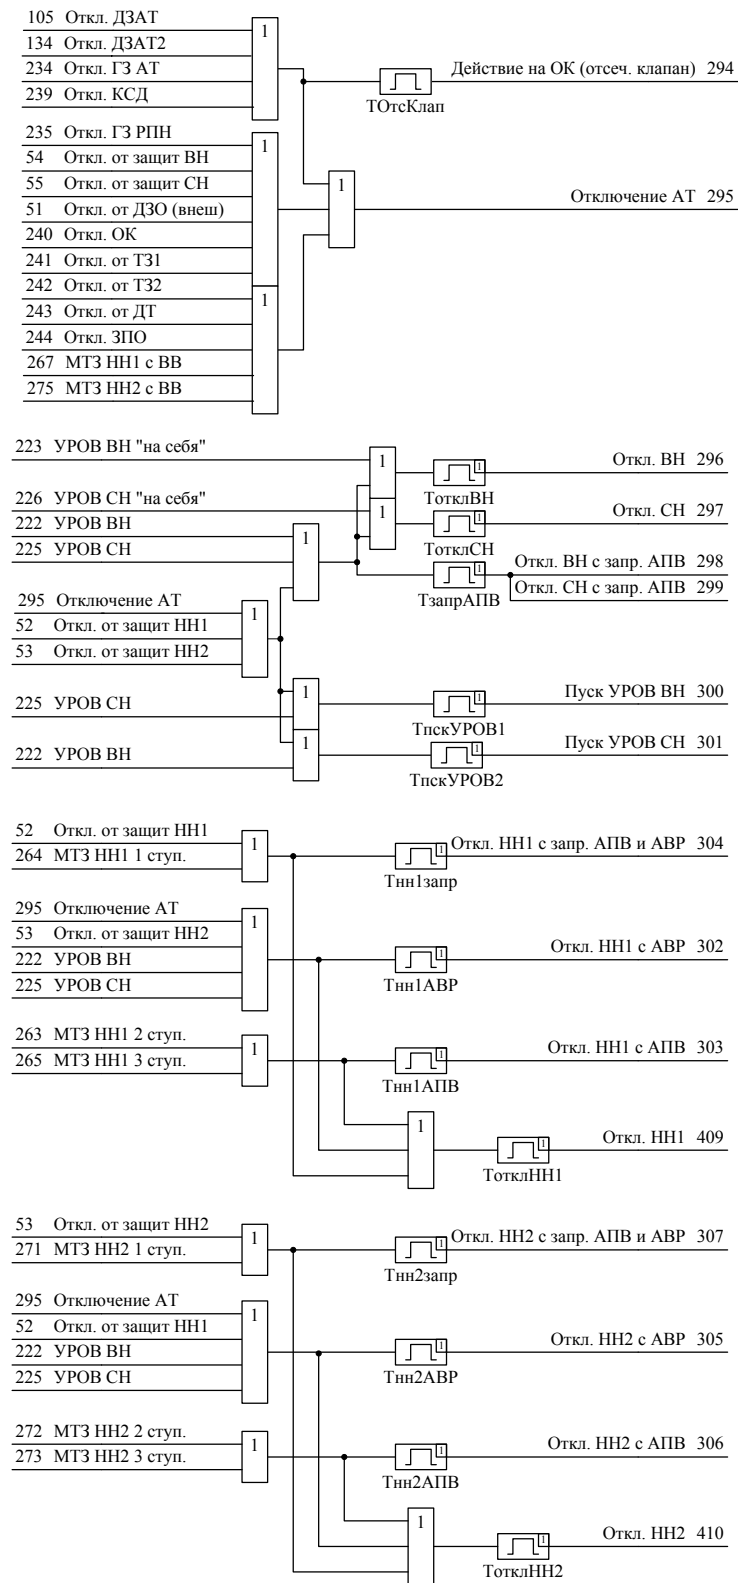 105 Откл. ДЗАТ
1
134 Откл. ДЗАТ2
234 Откл. ГЗ АТ
Действие на ОК (отсеч. клапан) 294
239 Откл. КСД
ТОтсКлап
235 Откл. ГЗ РПН
1
54 Откл. от защит ВН
55 Откл. от защит СН
1
Отключение АТ 295
51 Откл. от ДЗО (внеш)
240 Откл. ОК
241 Откл. от ТЗ1
242 Откл. от ТЗ2
1
243 Откл. от ДТ
244 Откл. ЗПО
267 МТЗ НН1 с ВВ
275 МТЗ НН2 с ВВ
223 УРОВ ВН "на себя"
1
1
Откл. ВН 296
ТотклВН
226 УРОВ СН "на себя"
1
1
Откл. СН 297
222 УРОВ ВН
1
ТотклСН
225 УРОВ СН
1
Откл. ВН с запр. АПВ 298
Откл. СН с запр. АПВ 299
ТзапрАПВ
295 Отключение АТ
1
52 Откл. от защит НН1
53 Откл. от защит НН2
1
1
Пуск УРОВ ВН 300
225 УРОВ СН
ТпскУРОВ1
1
1
Пуск УРОВ СН 301
222 УРОВ ВН
ТпскУРОВ2
52 Откл. от защит НН1
1
1
Откл. НН1 с запр. АПВ и АВР 304
264 МТЗ НН1 1 ступ.
Тнн1запр
295 Отключение АТ
1
53 Откл. от защит НН2
222 УРОВ ВН
1
Откл. НН1 с АВР 302
225 УРОВ СН
Тнн1АВР
263 МТЗ НН1 2 ступ.
1
1
Откл. НН1 с АПВ 303
265 МТЗ НН1 3 ступ.
Тнн1АПВ
1
1
Откл. НН1 409
ТотклНН1
53 Откл. от защит НН2
1
1
Откл. НН2 с запр. АПВ и АВР 307
271 МТЗ НН2 1 ступ.
Тнн2запр
295 Отключение АТ
1
52 Откл. от защит НН1
222 УРОВ ВН
1
Откл. НН2 с АВР 305
225 УРОВ СН
Тнн2АВР
272 МТЗ НН2 2 ступ.
1
1
Откл. НН2 с АПВ 306
273 МТЗ НН2 3 ступ.
Тнн2АПВ
1
1
Откл. НН2 410
ТотклНН2